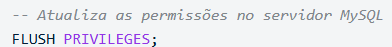 -- Atualiza as permissões no servidor MySQL
FLUSH PRIVILEGES;